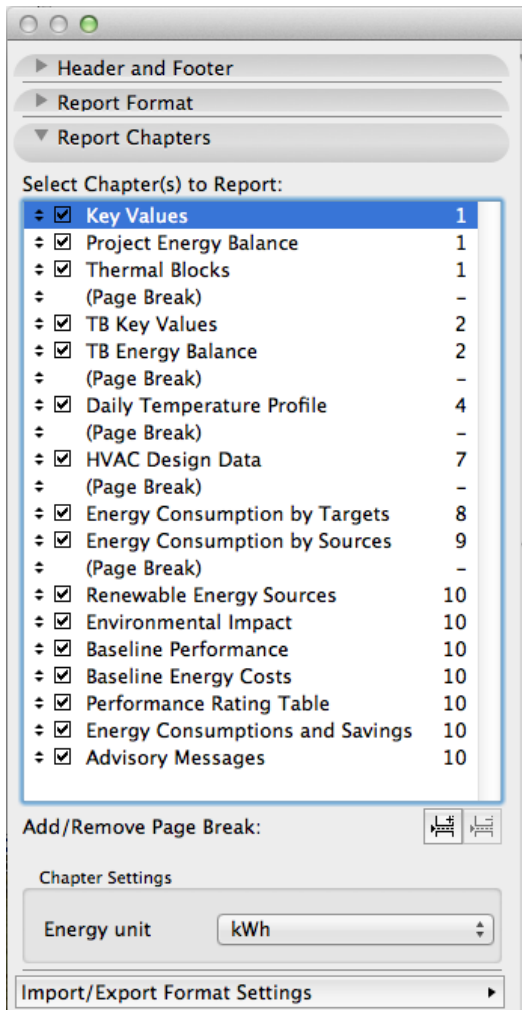 Header and Footer
Report Format
Report Chapters
Select Chapter(s) to Report:
Key Values 1
Project Energy Balance 1
Thermal Blocks 1
(Page Break) –
TB Key Values 2
TB Energy Balance 2
(Page Break) –
Daily Temperature Profile 4
(Page Break) –
HVAC Design Data 7
(Page Break) –
Energy Consumption by Targets 8
Energy Consumption by Sources 9
(Page Break) –
Renewable Energy Sources 10
Environmental Impact 10
Baseline Performance 10
Baseline Energy Costs 10
Performance Rating Table 10
Energy Consumptions and Savings 10
Advisory Messages 10
Add/Remove Page Break:
Chapter Settings
Energy unit kWh
Import/Export Format Settings